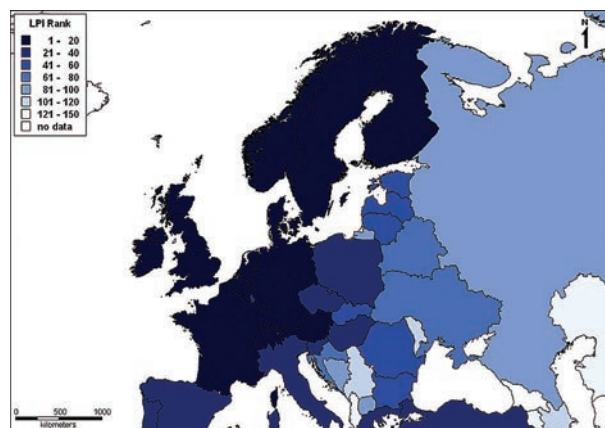 LPI Rank
1 - 20
21 - 40
41 - 60
61 - 80
81 - 100
101 - 120
121 - 150
no data
N
0 500 1000
kilometers